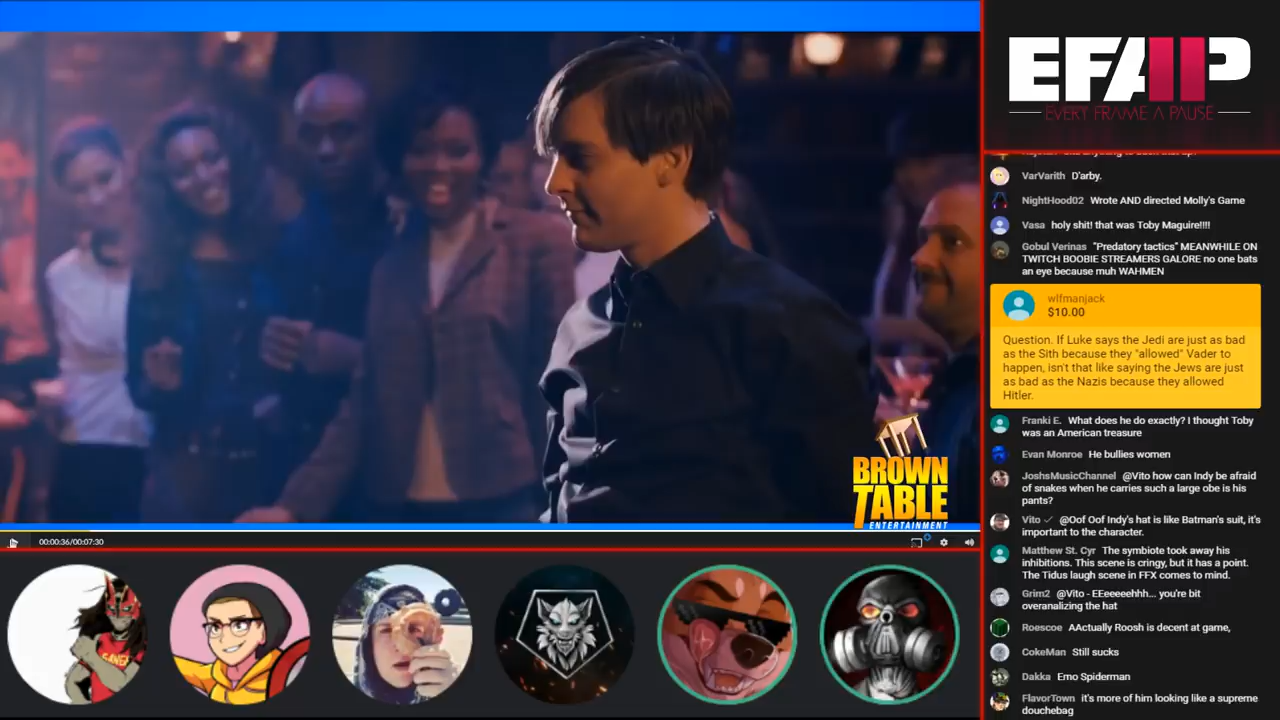 EFAP
EVERY FRAME A PAUSE
VarVarith D'arby.
NightHood02 Wrote AND directed Molly's Game
Vasa holy shit! that was Toby Maguire!!!!
Gobul Verinas "Predatory tactics" MEANWHILE ON
TWITCH BOOBIE STREAMERS GALORE no one bats
an eye because muh WAHMEN
wlfmanjack
$10.00
Question. If Luke says the Jedi are just as bad
as the Sith because they "allowed" Vader to
happen, isn't that like saying the Jews are just
as bad as the Nazis because they allowed
Hitler.
Franki E. What does he do exactly? I thought Toby
was an American treasure
Evan Monroe He bullies women
JoshsMusicChannel @Vito how can Indy be afraid
of snakes when he carries such a large obe is his
pants?
Vito @Oof Oof Indy's hat is like Batman's suit, it's
important to the character.
Matthew St. Cyr The symbiote took away his
inhibitions. This scene is cringy, but it has a point.
The Tidus laugh scene in FFX comes to mind.
Grim2 @Vito - EEeeeeehhh... you're bit
overanalizing the hat
Roescoe AActually Roosh is decent at game,
CokeMan Still sucks
Dakka Emo Spiderman
FlavorTown it's more of him looking like a supreme
douchebag
BROWN
TABLE
ENTERTAINMENT
00:00:36/00:07:30